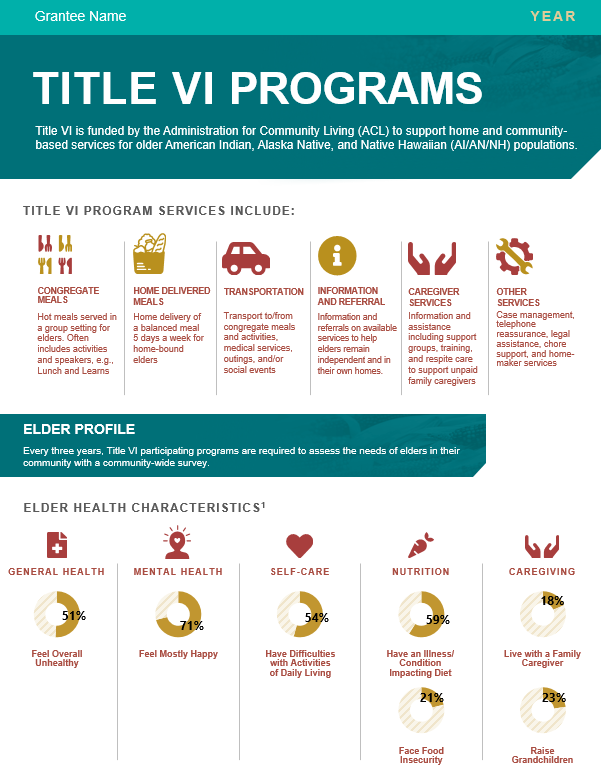 Grantee Name
YEAR
TITLE VI PROGRAMS
Title VI is funded by the Administration for Community Living (ACL) to support home and community-
based services for older American Indian, Alaska Native, and Native Hawaiian (AI/AN/NH) populations.
TITLE VI PROGRAM SERVICES INCLUDE:
CONGREGATE
MEALS
Hot meals served in
a group setting for
elders. Often
includes activities
and speakers, e.g.,
Lunch and Learns
HOME DELIVERED
MEALS
Home delivery of
a balanced meal
5 days a week for
home-bound
elders
TRANSPORTATION
Transport to/from
congregate meals
and activities,
medical services,
outings, and/or
social events
INFORMATION
AND REFERRAL
Information and
referrals on available
services to help
elders remain
independent and in
their own homes.
CAREGIVER
SERVICES
Information and
assistance
including support
groups, training,
and respite care
to support unpaid
family caregivers
OTHER
SERVICES
Case management,
telephone
reassurance, legal
assistance, chore
support, and home-
maker services
ELDER PROFILE
Every three years, Title VI participating programs are required to assess the needs of elders in their
community with a community-wide survey.
ELDER HEALTH CHARACTERISTICS¹
GENERAL HEALTH
51%
Feel Overall
Unhealthy
MENTAL HEALTH
71%
Feel Mostly Happy
SELF-CARE
54%
Have Difficulties
with Activities
of Daily Living
NUTRITION
59%
Have an Illness/
Condition
Impacting Diet
21%
Face Food
Insecurity
CAREGIVING
18%
Live with a Family
Caregiver
23%
Raise
Grandchildren